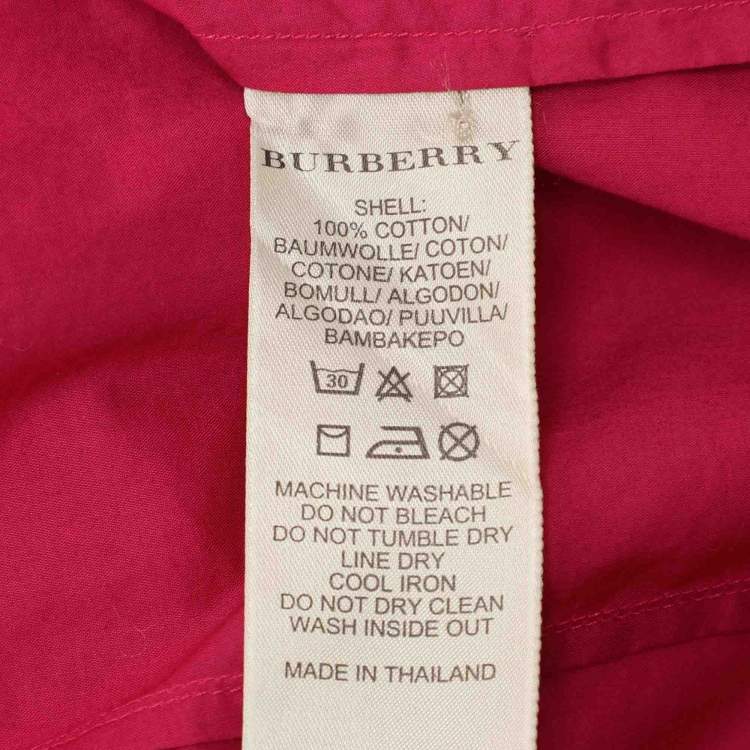 BURBERRY
SHELL:
100% COTTON/
BAUMWOLLE/ COTON/
COTONE/ KATOEN/
BOMULL/ ALGODON/
ALGODAO/ PUUVILLA/
BAMBAKEPO
30
MACHINE WASHABLE
DO NOT BLEACH
DO NOT TUMBLE DRY
LINE DRY
COOL IRON
DO NOT DRY CLEAN
WASH INSIDE OUT
MADE IN THAILAND